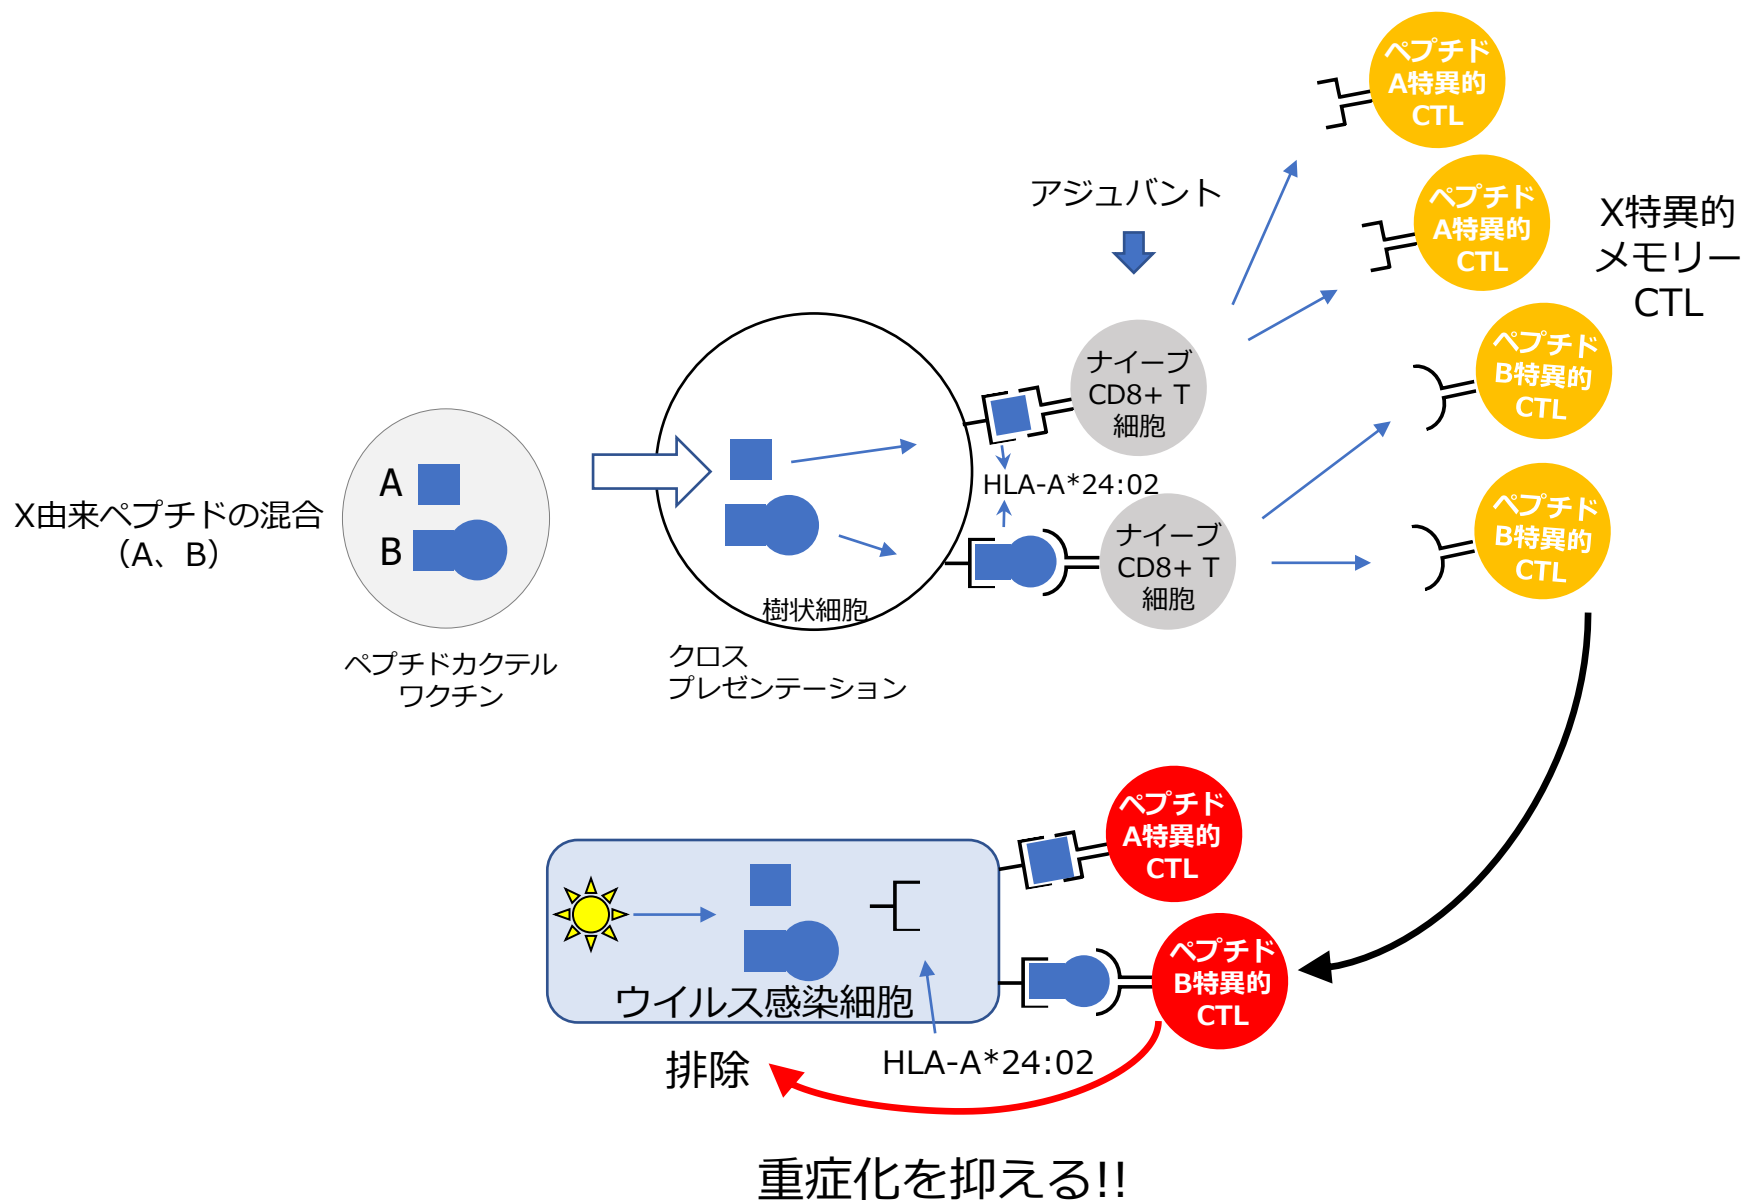 X由来ペプチドの混合
（A、B）
A
B
ペプチドカクテル
ワクチン
樹状細胞
クロス
プレゼンテーション
アジュバント
HLA-A*24:02
ナイーブ
CD8+ T
細胞
ナイーブ
CD8+ T
細胞
ペプチド
A特異的
CTL
ペプチド
A特異的
CTL
ペプチド
B特異的
CTL
ペプチド
B特異的
CTL
X特異的
メモリー
CTL
ペプチド
A特異的
CTL
ペプチド
B特異的
CTL
ウイルス感染細胞
HLA-A*24:02
排除
重症化を抑える!!